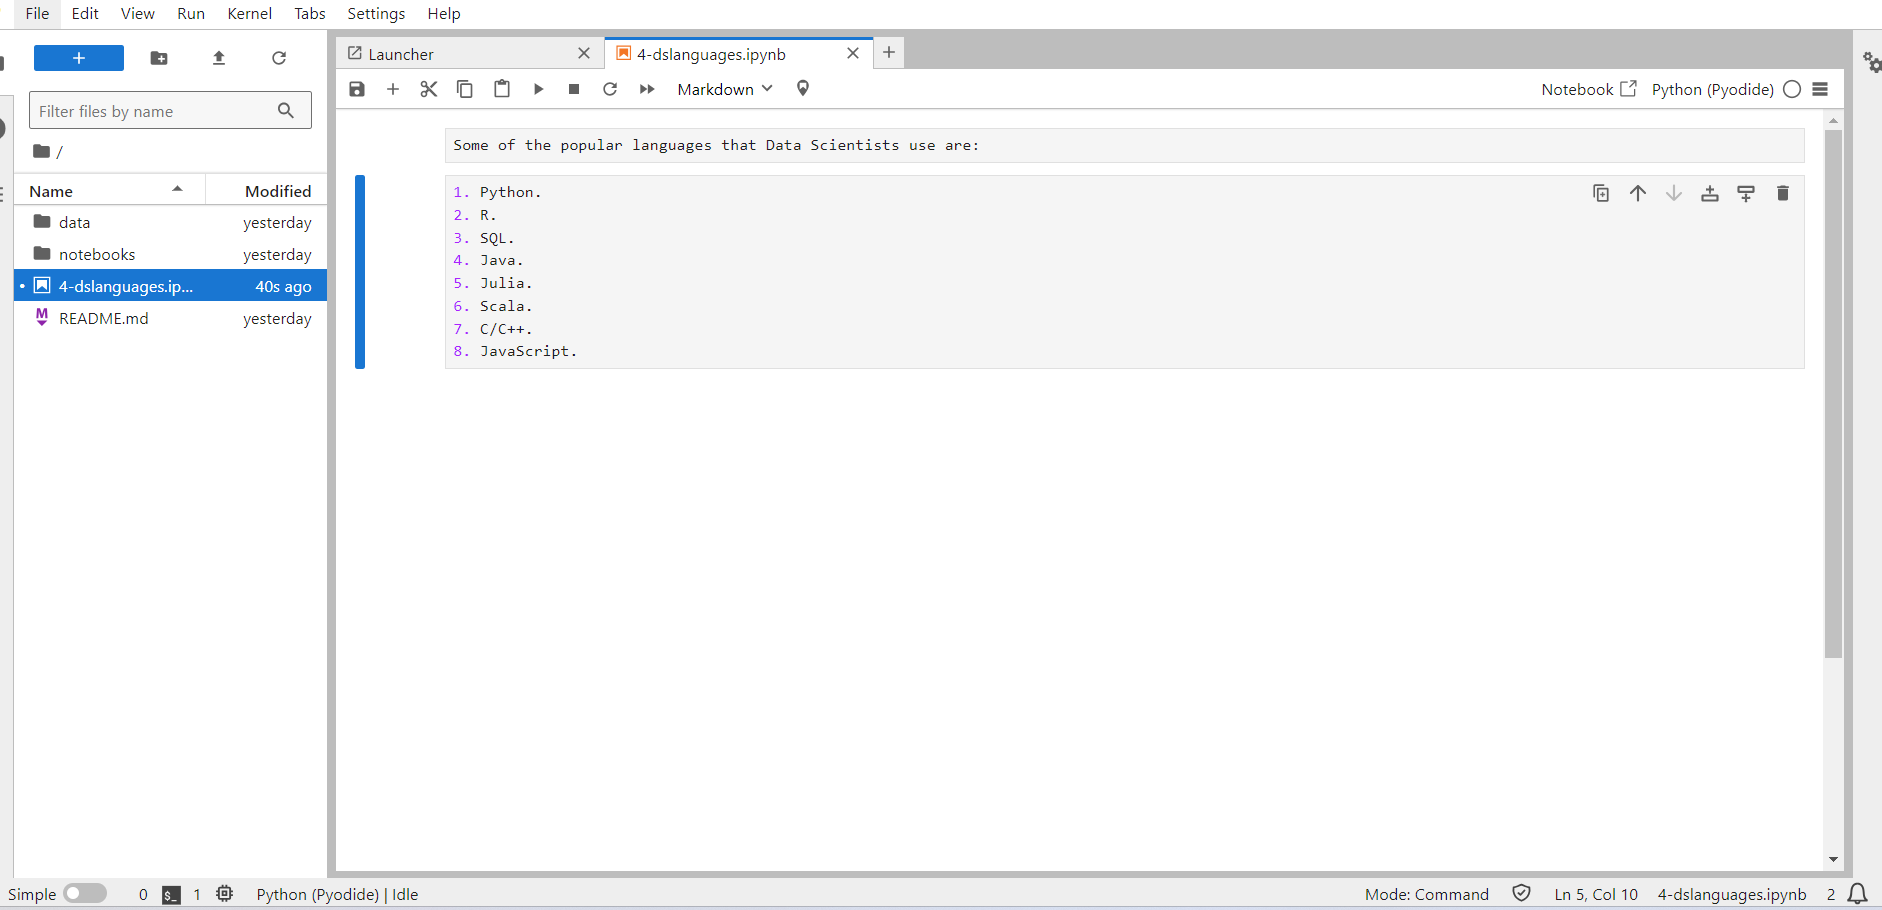 File Edit View Run Kernel Tabs Settings Help
Launcher
4-dslanguages.ipynb
Markdown
Notebook
Python (Pyodide)
Filter files by name
/
Name Modified
data yesterday
notebooks yesterday
4-dslanguages.ip... 40s ago
README.md yesterday
Some of the popular languages that Data Scientists use are:
1. Python.
2. R.
3. SQL.
4. Java.
5. Julia.
6. Scala.
7. C/C++.
8. JavaScript.
Simple 0 $_ 1 Python (Pyodide) | Idle Mode: Command Ln 5, Col 10 4-dslanguages.ipynb 2